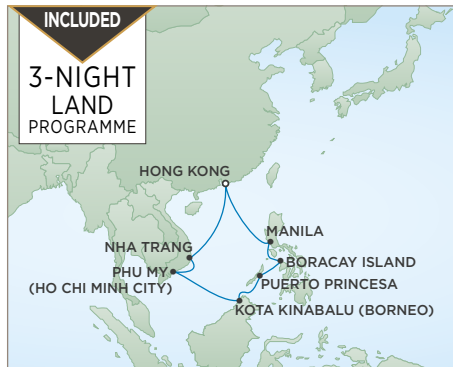 INCLUDED
3-NIGHT
LAND
PROGRAMME
HONG KONG
MANILA
NHA TRANG
BORACAY ISLAND
PHU MY
(HO CHI MINH CITY)
PUERTO PRINCESA
KOTA KINABALU (BORNEO)